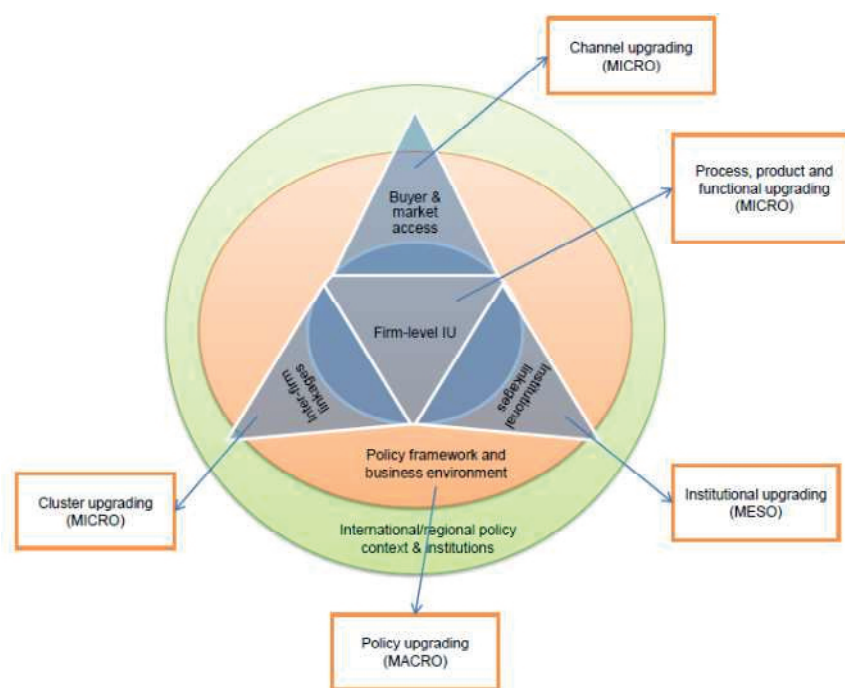 Channel upgrading
(MICRO)
Process, product and
functional upgrading
(MICRO)
Buyer &
market
access
Firm-level IU
Inter-firm
linkages
Institutional
linkages
Policy framework and
business environment
Cluster upgrading
(MICRO)
Institutional upgrading
(MESO)
International/regional policy
context & institutions
Policy upgrading
(MACRO)